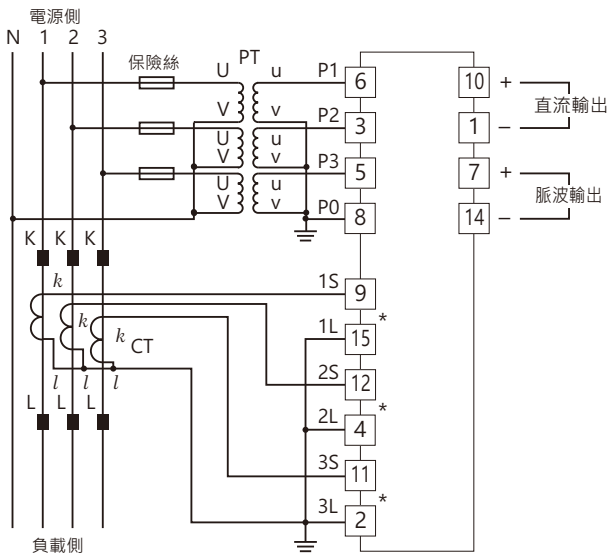 電源側
N 1 2 3
保險絲
PT
U u P1 6 10 +
直流輸出
V v P2 3 1 –
U u
V v P3 5 7 +
脈波輸出
U u
V v P0 8 14 –
K K K
k 1S 9
k 1L 15 *
k CT
l l l 2S 12
L L L 2L 4 *
3S 11
3L 2 *
負載側